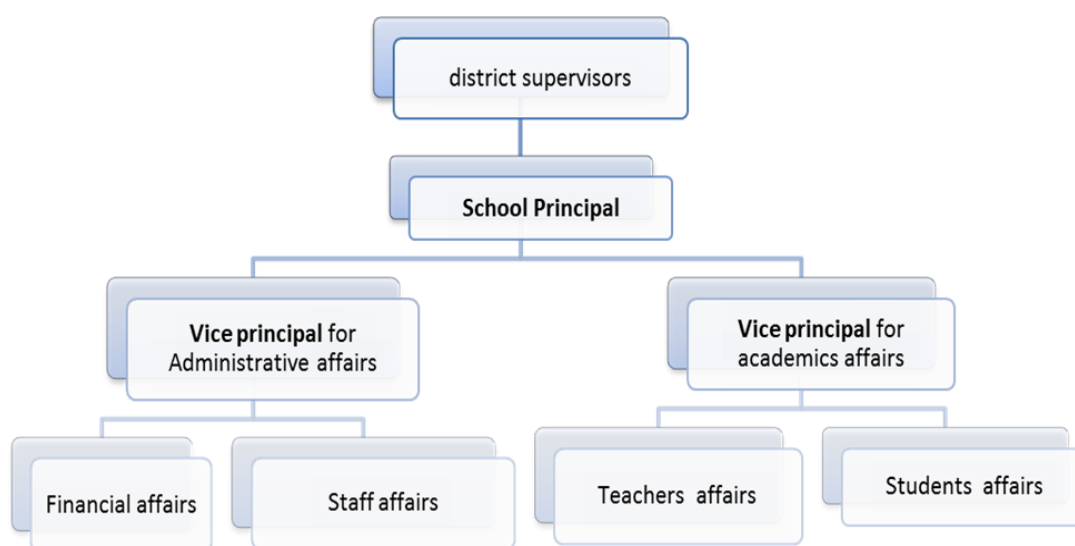 district supervisors
School Principal
Vice principal for
Administrative affairs
Vice principal for
academics affairs
Financial affairs
Staff affairs
Teachers affairs
Students affairs